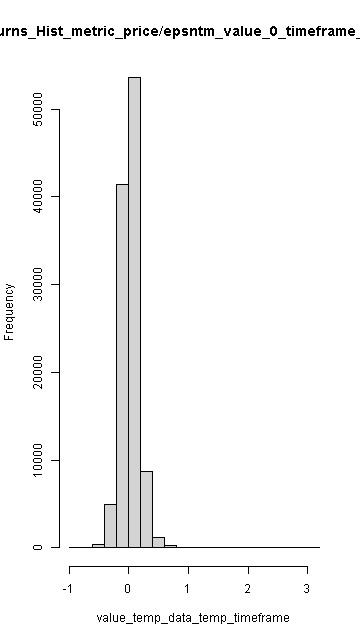 urns_Hist_metric_price/epsntm_value_0_timeframe_
50000
40000
30000
20000
10000
0
Frequency
-1 0 1 2 3
value_temp_data_temp_timeframe